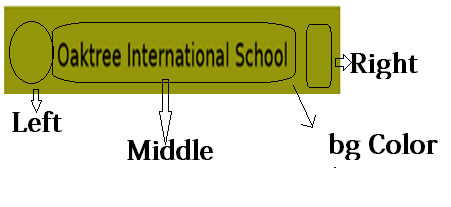 Oaktree International School
Right
Left
Middle
bg Color